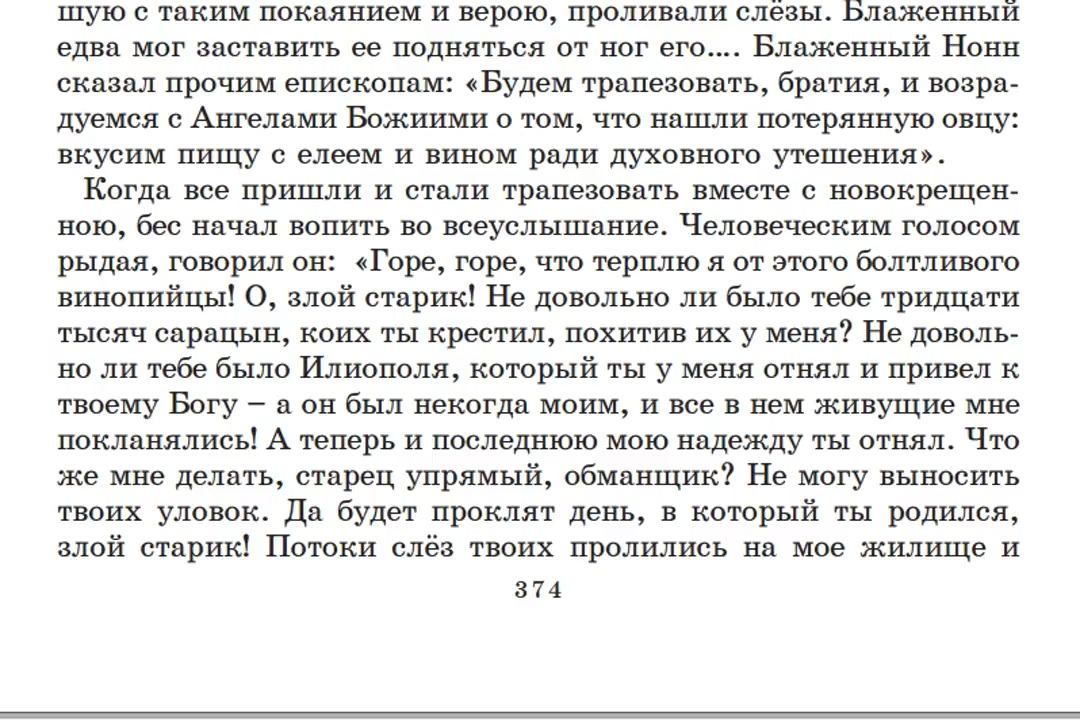 шую с таким покаянием и верою, проливали слёзы. Блаженный
едва мог заставить ее подняться от ног его.... Блаженный Нонн
сказал прочим епископам: «Будем трапезовать, братия, и возра-
дуемся с Ангелами Божиими о том, что нашли потерянную овцу:
вкусим пищу с елеем и вином ради духовного утешения».
Когда все пришли и стали трапезовать вместе с новокрещен-
ною, бес начал вопить во всеуслышание. Человеческим голосом
рыдая, говорил он: «Горе, горе, что терплю я от этого болтливого
винопийцы! О, злой старик! Не довольно ли было тебе тридцати
тысяч сарацын, коих ты крестил, похитив их у меня? Не доволь-
но ли тебе было Илиополя, который ты у меня отнял и привел к
твоему Богу – а он был некогда моим, и все в нем живущие мне
покланялись! А теперь и последнюю мою надежду ты отнял. Что
же мне делать, старец упрямый, обманщик? Не могу выносить
твоих уловок. Да будет проклят день, в который ты родился,
злой старик! Потоки слёз твоих пролились на мое жилище и
374